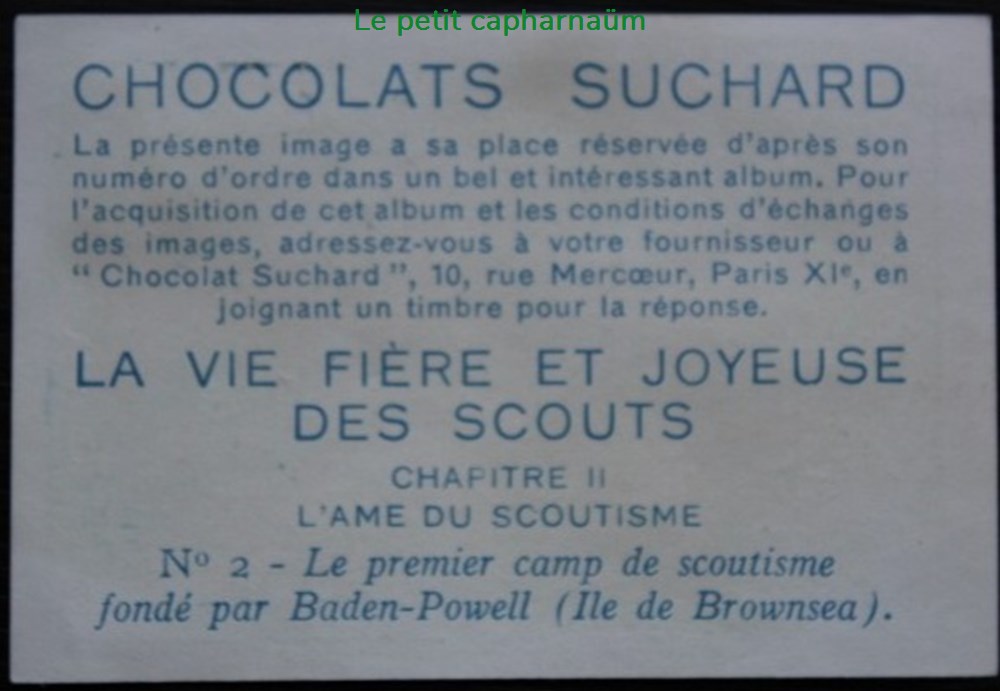 Le petit capharnaüm
CHOCOLATS SUCHARD
La présente image a sa place réservée d'après son
numéro d'ordre dans un bel et intéressant album. Pour
l'acquisition de cet album et les conditions d'échanges
des images, adressez-vous à votre fournisseur ou à
“ Chocolat Suchard ”, 10, rue Mercœur, Paris XIᵉ, en
joignant un timbre pour la réponse.
LA VIE FIÈRE ET JOYEUSE
DES SCOUTS
CHAPITRE II
L'AME DU SCOUTISME
Nº 2 - Le premier camp de scoutisme
fondé par Baden-Powell (Ile de Brownsea).